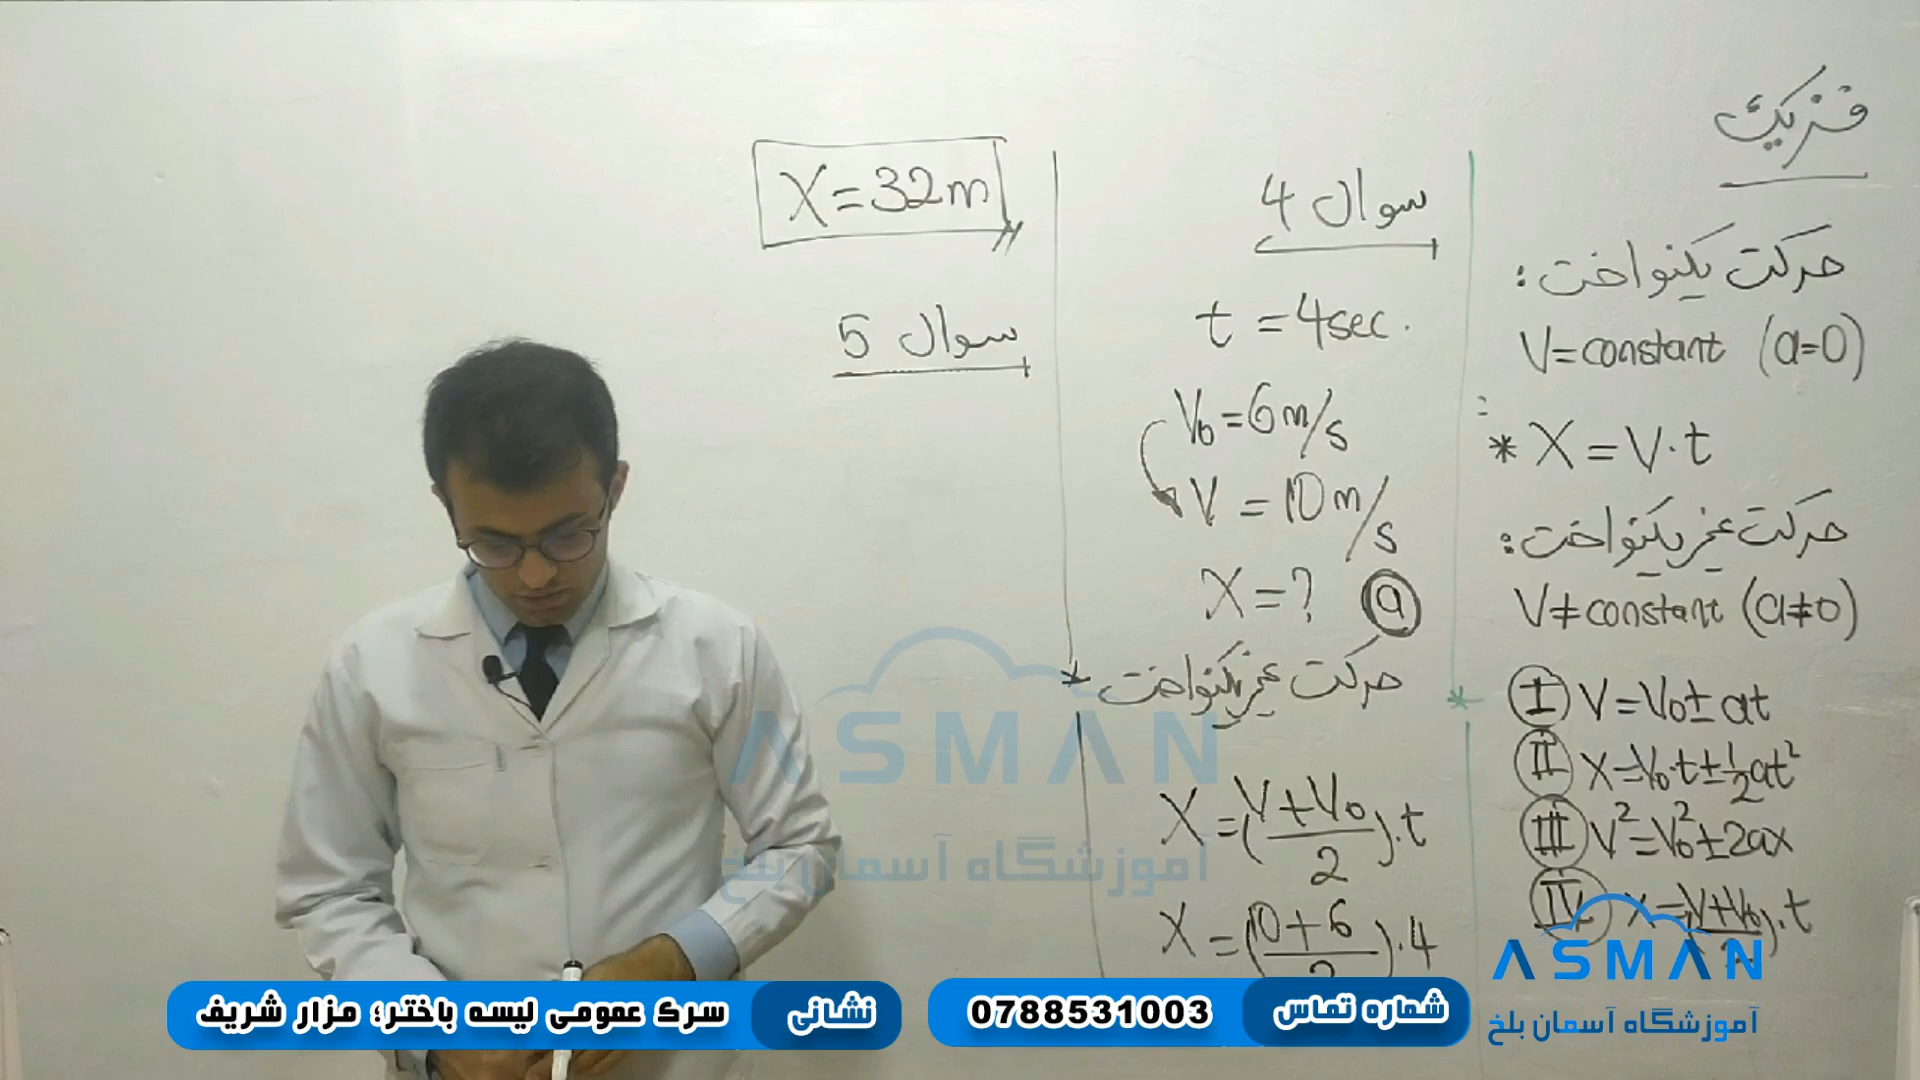 فزیک
حرکت یکنواخت:
V=constant (a=0)
* X=V.t
حرکت غیر یکنواخت:
V≠constant (a≠0)
I V=V₀±at
II X=V₀.t±½at²
III V²=V₀²±2ax
IV X=(V+V₀/2).t
سوال 4
t=4sec.
V₀=6m/s
V=10m/s
X=? a
* حرکت غیریکنواخت
X=(V+V₀/2).t
X=(10+6/2).4
X=32m
سوال 5
ASMAN
آموزشگاه آسمان بلخ
ASMAN
آموزشگاه آسمان بلخ
شماره تماس 0788531003
نشانی سرک عمومی لیسه باختر؛ مزار شریف